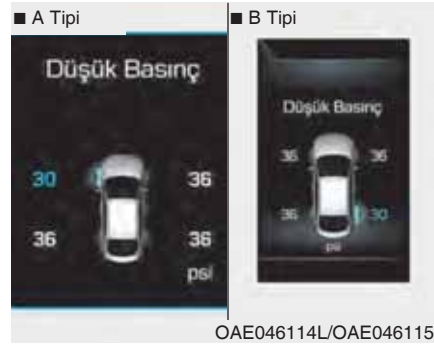 ■ A Tipi
Düşük Basınç
30 36
36 36
psi
■ B Tipi
Düşük Basınç
36 36
36 30
psi
OAE046114L/OAE046115